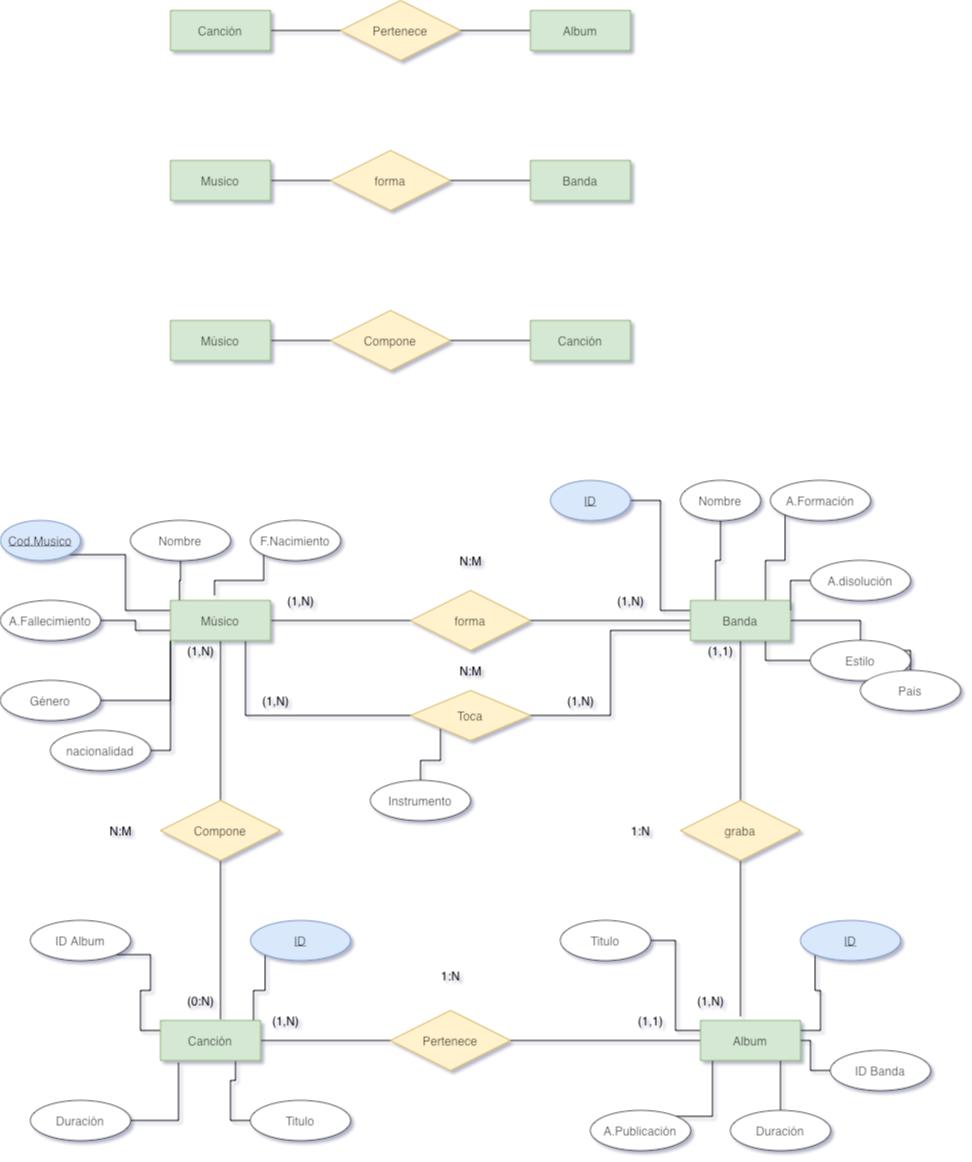 Canción
Pertenece
Album
Musico
forma
Banda
Músico
Compone
Canción
ID
Nombre
A.Formación
Cod.Musico
Nombre
F.Nacimiento
N:M
A.disolución
(1,N)
(1,N)
A.Fallecimiento
Músico
forma
Banda
(1,N)
(1,1)
Estilo
N:M
País
Género
(1,N)
(1,N)
Toca
nacionalidad
Instrumento
N:M
Compone
1:N
graba
ID Album
ID
Titulo
ID
1:N
(0:N)
(1,N)
(1,N)
(1,1)
Canción
Pertenece
Album
ID Banda
Duración
Titulo
A.Publicación
Duración